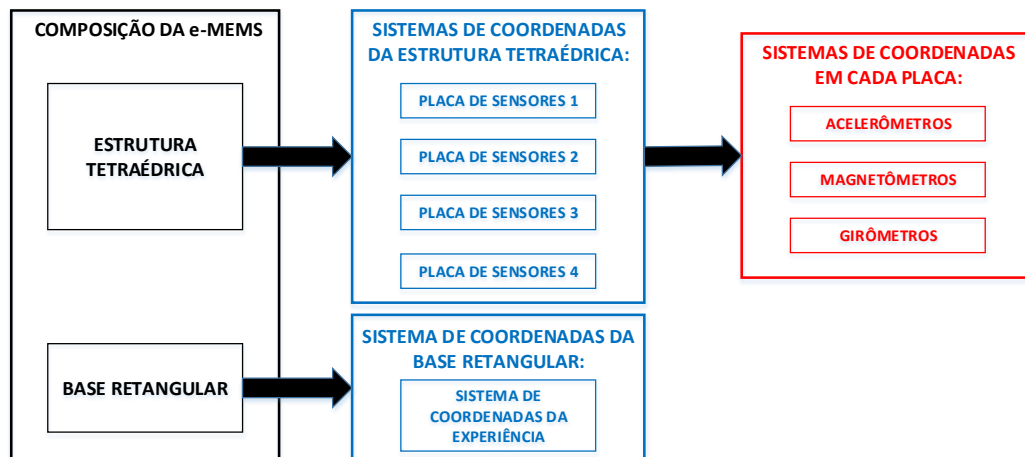 COMPOSIÇÃO DA e-MEMS
ESTRUTURA
TETRAÉDRICA
BASE RETANGULAR
SISTEMAS DE COORDENADAS
DA ESTRUTURA TETRAÉDRICA:
PLACA DE SENSORES 1
PLACA DE SENSORES 2
PLACA DE SENSORES 3
PLACA DE SENSORES 4
SISTEMA DE COORDENADAS DA
BASE RETANGULAR:
SISTEMA DE
COORDENADAS DA
EXPERIÊNCIA
SISTEMAS DE COORDENADAS
EM CADA PLACA:
ACELERÔMETROS
MAGNETÔMETROS
GIRÔMETROS